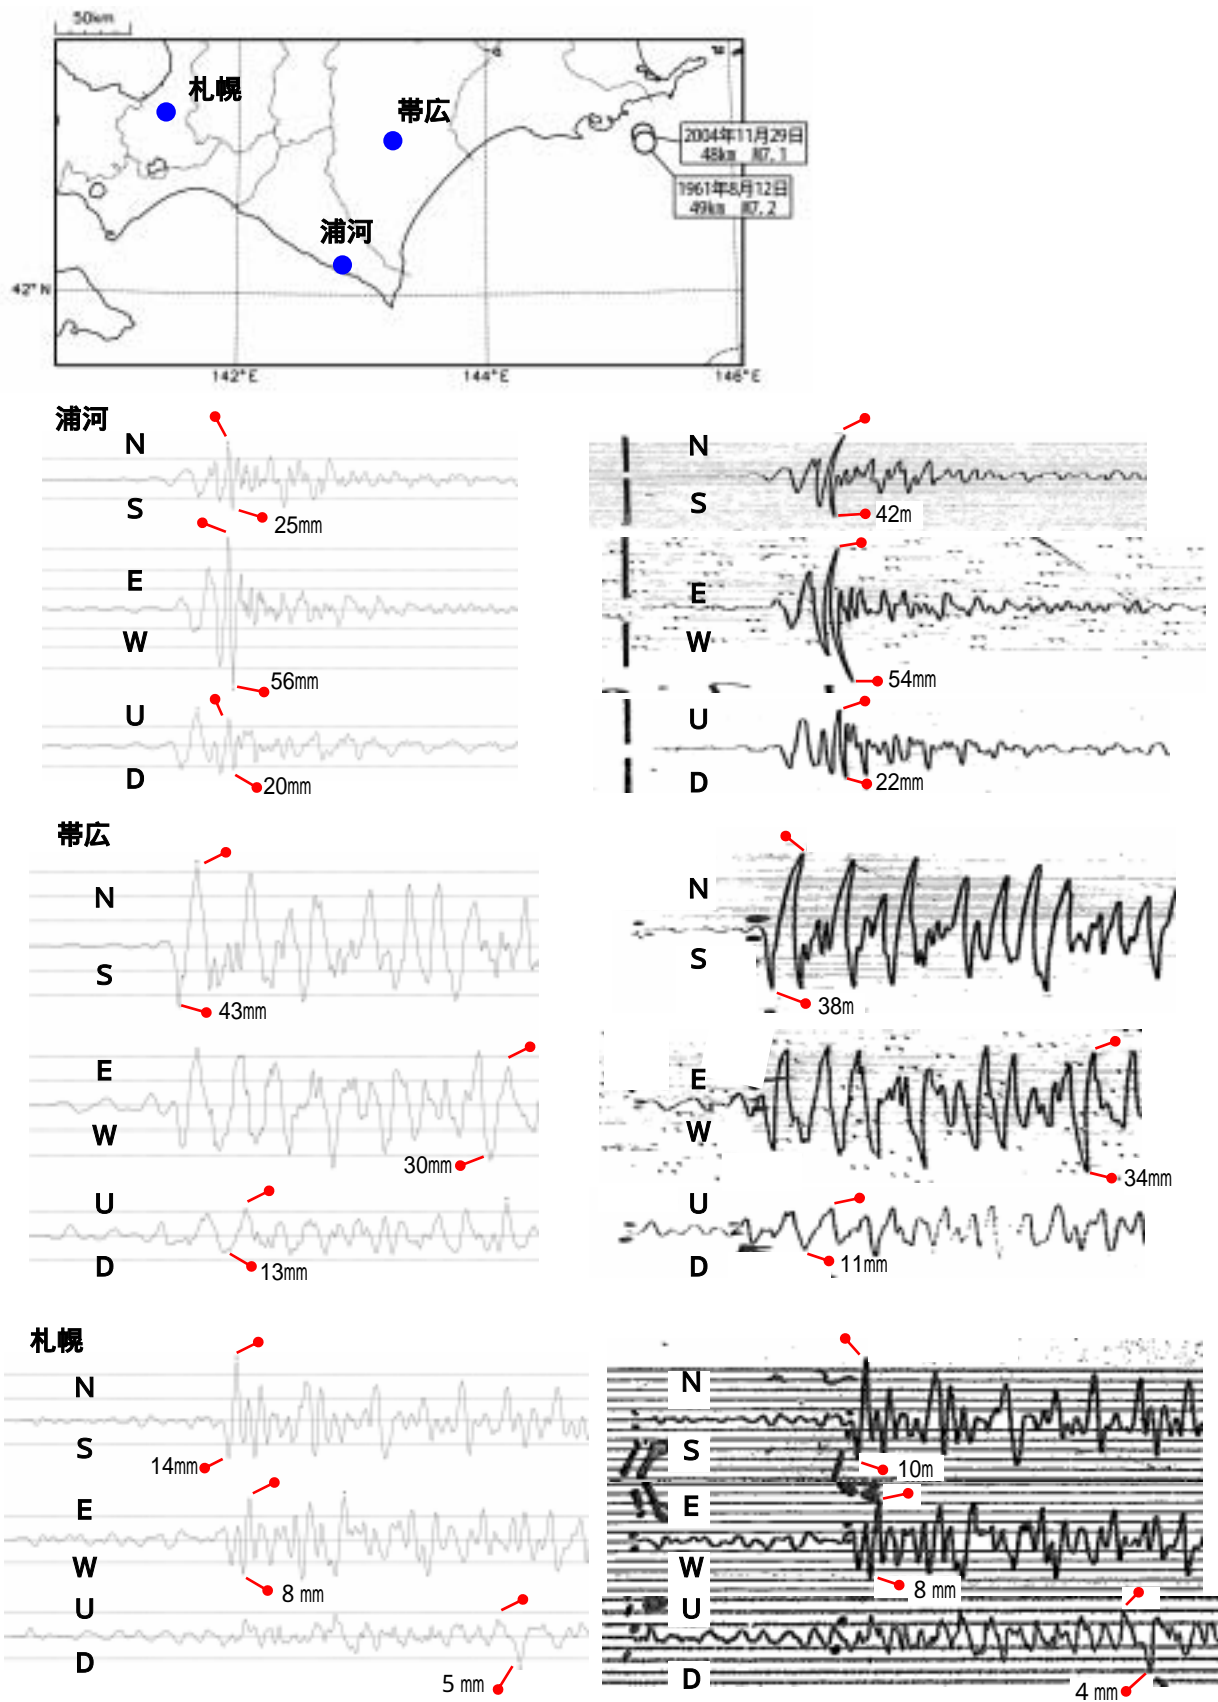 50km
札幌
帯広
2004年11月29日
48km M7.1
1961年8月12日
49km M7.2
浦河
42°N
142°E
144°E
146°E
浦河
N
S
25mm
E
W
56mm
U
D
20mm
N
S
42m
E
W
54mm
U
D
22mm
帯広
N
S
43mm
E
W
30mm
U
D
13mm
N
S
38m
E
W
34mm
U
D
11mm
札幌
N
S
14mm
E
W
8 mm
U
D
5 mm
N
S
10m
E
W
8 mm
U
D
4 mm